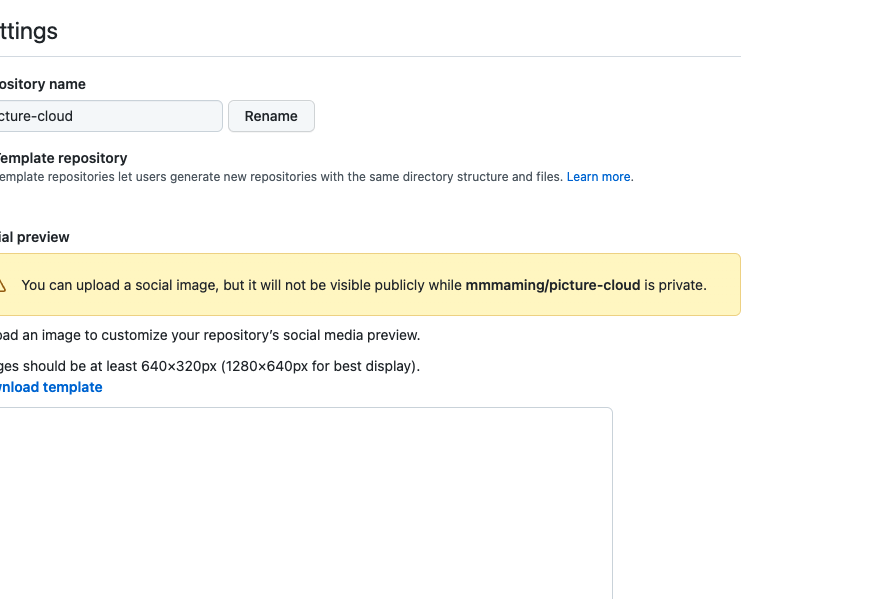 ttings
ository name
cture-cloud
Rename
Template repository
emplate repositories let users generate new repositories with the same directory structure and files. Learn more.
ial preview
You can upload a social image, but it will not be visible publicly while mmmaming/picture-cloud is private.
oad an image to customize your repository’s social media preview.
ges should be at least 640×320px (1280×640px for best display).
nload template